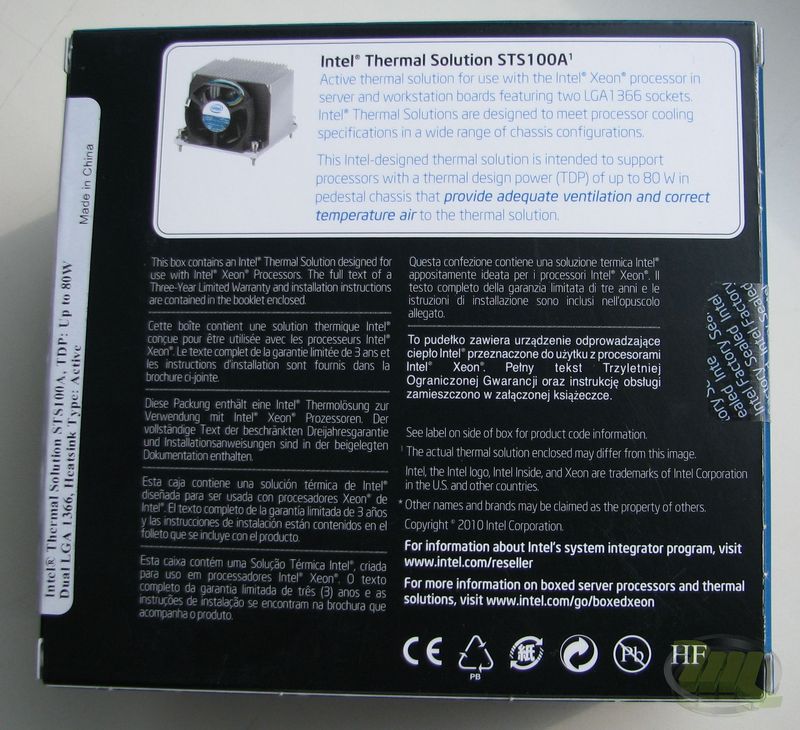 Intel® Thermal Solution STS100A¹
Active thermal solution for use with the Intel® Xeon® processor in
server and workstation boards featuring two LGA1366 sockets.
Intel® Thermal Solutions are designed to meet processor cooling
specifications in a wide range of chassis configurations.
This Intel-designed thermal solution is intended to support
processors with a thermal design power (TDP) of up to 80 W in
pedestal chassis that provide adequate ventilation and correct
temperature air to the thermal solution.
Made in China
Intel® Thermal Solution STS100A, TDP: Up to 80W
Dual LGA 1366, Heatsink Type: Active
This box contains an Intel® Thermal Solution designed for
use with Intel® Xeon® Processors. The full text of a
Three-Year Limited Warranty and installation instructions
are contained in the booklet enclosed.
Cette boîte contient une solution thermique Intel®
conçue pour être utilisée avec les processeurs Intel®
Xeon®. Le texte complet de la garantie limitée de 3 ans et
les instructions d'installation sont fournis dans la
brochure ci-jointe.
Diese Packung enthält eine Intel® Thermolösung zur
Verwendung mit Intel® Xeon® Prozessoren. Der
vollständige Text der beschränkten Dreijahresgarantie
und Installationsanweisungen sind in der beigelegten
Dokumentation enthalten.
Esta caja contiene una solución térmica de Intel®
diseñada para ser usada con procesadores Xeon® de
Intel®. El texto completo de la garantía limitada de 3 años
y las instrucciones de instalación están contenidos en el
folleto que se incluye con el producto.
Esta caixa contém uma Solução Térmica Intel®, criada
para uso em processadores Intel® Xeon®. O texto
completo da garantia limitada de três (3) anos e as
instruções de instalação se encontram na brochura que
acompanha o produto.
Questa confezione contiene una soluzione termica Intel®
appositamente ideata per i processori Intel® Xeon®. Il
testo completo della garanzia limitata di tre anni e le
istruzioni di installazione sono inclusi nell'opuscolo
allegato.
To pudełko zawiera urządzenie odprowadzające
ciepło Intel® przeznaczone do użytku z procesorami
Intel® Xeon®. Pełny tekst Trzyletniej
Ograniczonej Gwarancji oraz instrukcję obsługi
zamieszczono w załączonej książeczce.
See label on side of box for product code information.
¹ The actual thermal solution enclosed may differ from this image.
Intel, the Intel logo, Intel Inside, and Xeon are trademarks of Intel Corporation
in the U.S. and other countries.
* Other names and brands may be claimed as the property of others.
Copyright © 2010 Intel Corporation.
For information about Intel's system integrator program, visit
www.intel.com/reseller
For more information on boxed server processors and thermal
solutions, visit www.intel.com/go/boxedxeon
CE PB 紙 Pb HF
Intel Factory
Sealed Intel
Factory Sea